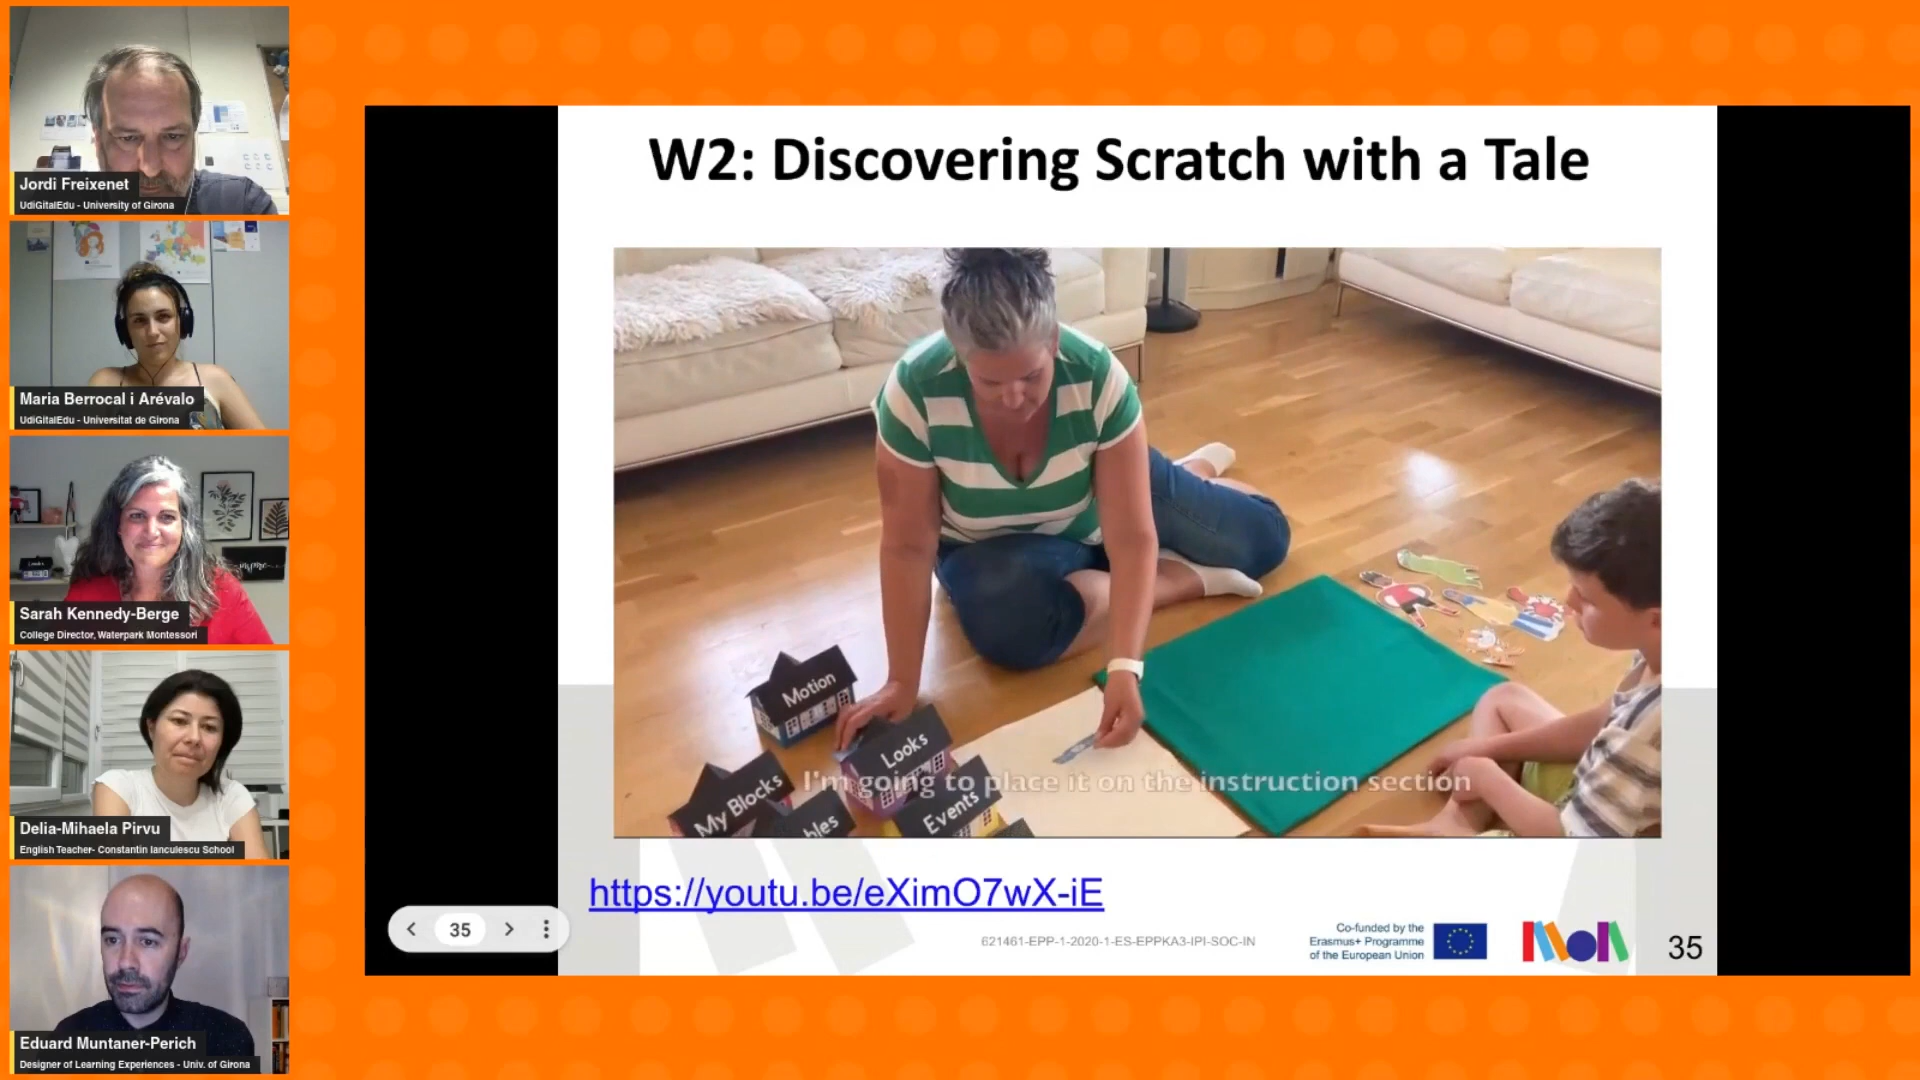 Jordi Freixenet
UdiGitalEdu - University of Girona
Maria Berrocal i Arévalo
UdiGitalEdu - Universitat de Girona
Sarah Kennedy-Berge
College Director, Waterpark Montessori
Delia-Mihaela Pirvu
English Teacher- Constantin Ianculescu School
Eduard Muntaner-Perich
Designer of Learning Experiences - Univ. of Girona
W2: Discovering Scratch with a Tale
Motion
Looks
My Blocks
bles
Events
I'm going to place it on the instruction section
https://youtu.be/eXimO7wX-iE
35
621461-EPP-1-2020-1-ES-EPPKA3-IPI-SOC-IN
Co-funded by the
Erasmus+ Programme
of the European Union
35